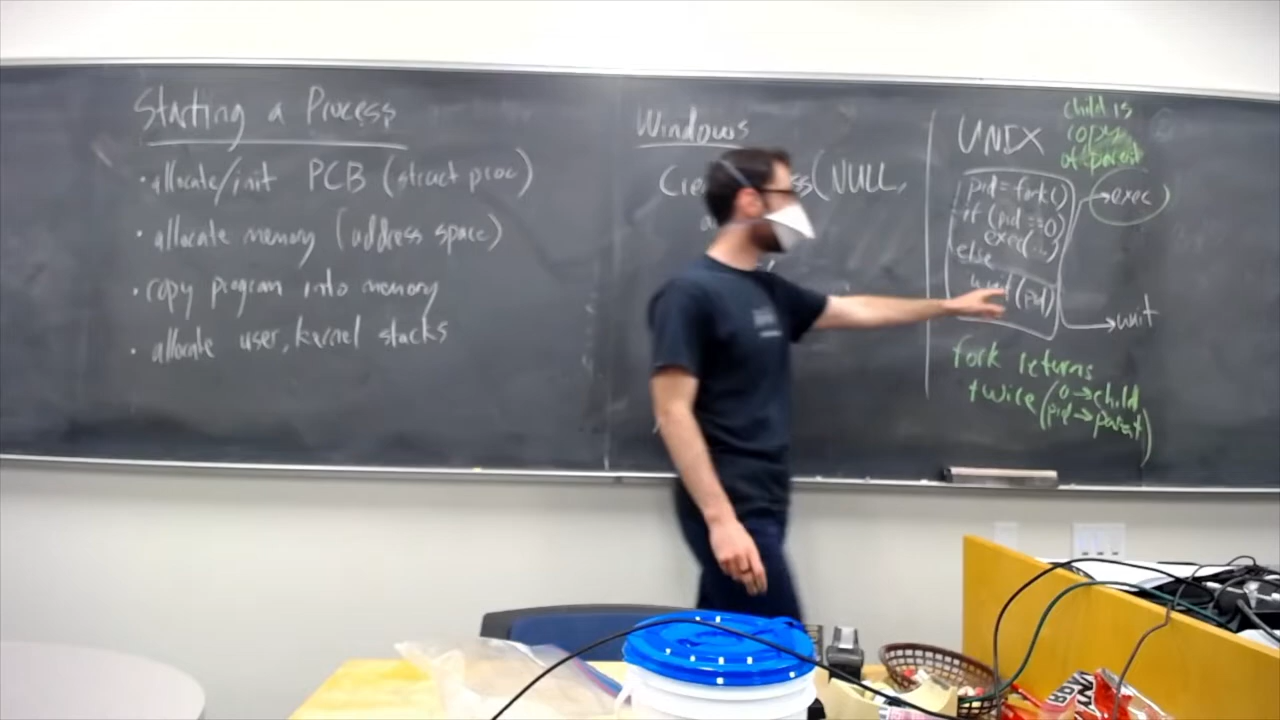 Starting a Process
• allocate/init PCB (struct proc)
• allocate memory (address space)
• copy program into memory
• allocate user, kernel stacks
Windows
Cre ss(NULL,
UNIX
child is
copy
of parent
pid = fork()
if (pid ==0)
exec(...)
else
wait(pid)
→exec)
→wait
fork returns
twice (0→child
pid→parent)